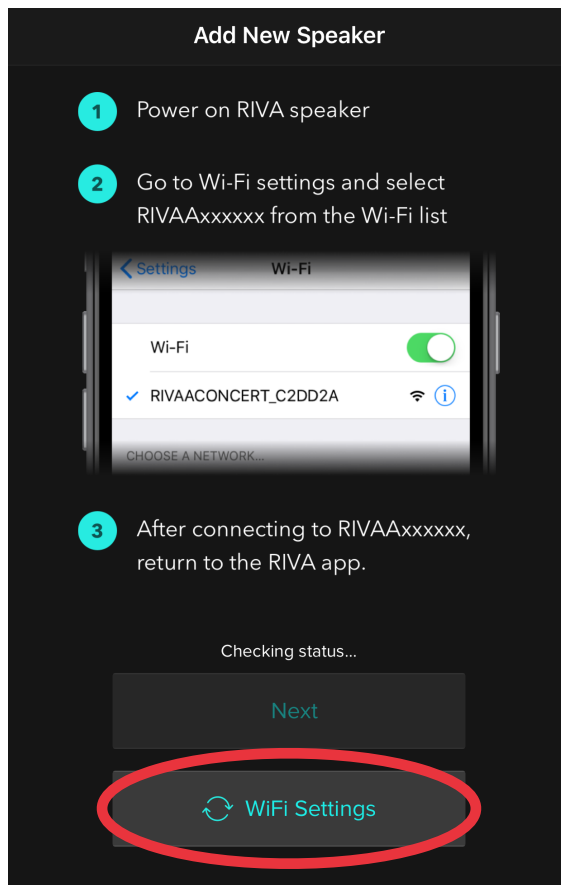 Add New Speaker
1 Power on RIVA speaker
2 Go to Wi-Fi settings and select
RIVAAxxxxxx from the Wi-Fi list
Settings Wi-Fi
Wi-Fi
RIVAACONCERT_C2DD2A
CHOOSE A NETWORK...
3 After connecting to RIVAAxxxxxx,
return to the RIVA app.
Checking status...
Next
WiFi Settings